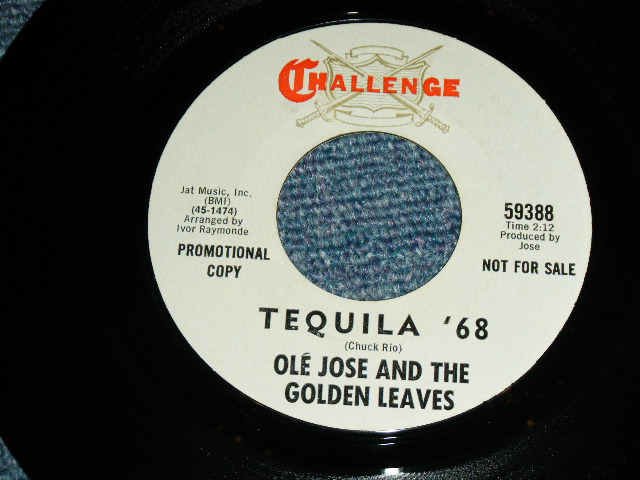 CHALLENGE
Jat Music, Inc.
(BMI)
(45-1474)
Arranged by
Ivor Raymonde
PROMOTIONAL
COPY
59388
Time 2:12
Produced by
Jose
NOT FOR SALE
TEQUILA '68
(Chuck Rio)
OLÉ JOSE AND THE
GOLDEN LEAVES